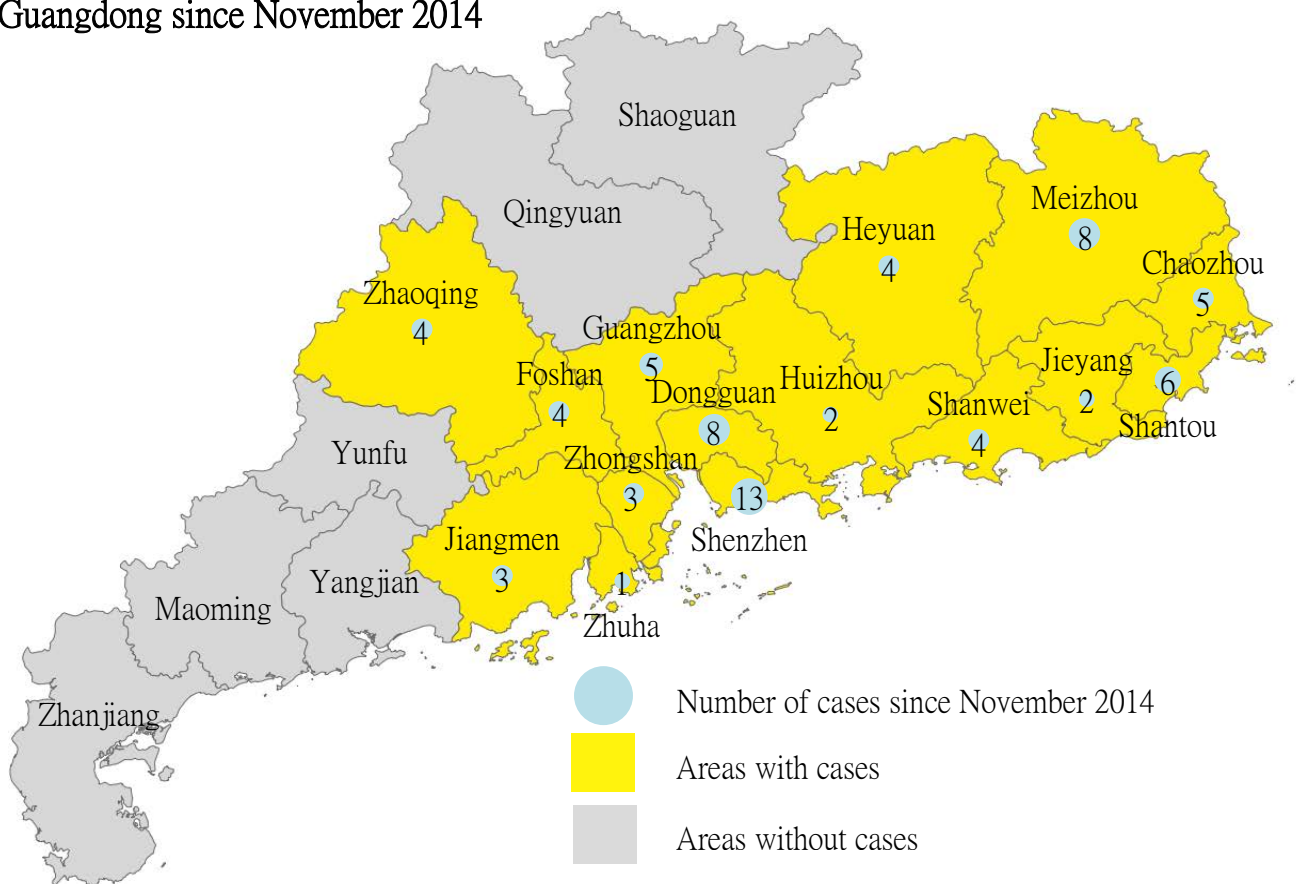 Guangdong since November 2014
Shaoguan
Meizhou
8
Qingyuan
Heyuan
4
Chaozhou
5
Zhaoqing
4
Guangzhou
5
Jieyang
2
Foshan
4
Dongguan
8
Huizhou
2
Shanwei
4
6
Shantou
Yunfu
Zhongshan
3
13
Shenzhen
Jiangmen
3
Yangjian
1
Zhuha
Maoming
Zhanjiang
Number of cases since November 2014
Areas with cases
Areas without cases